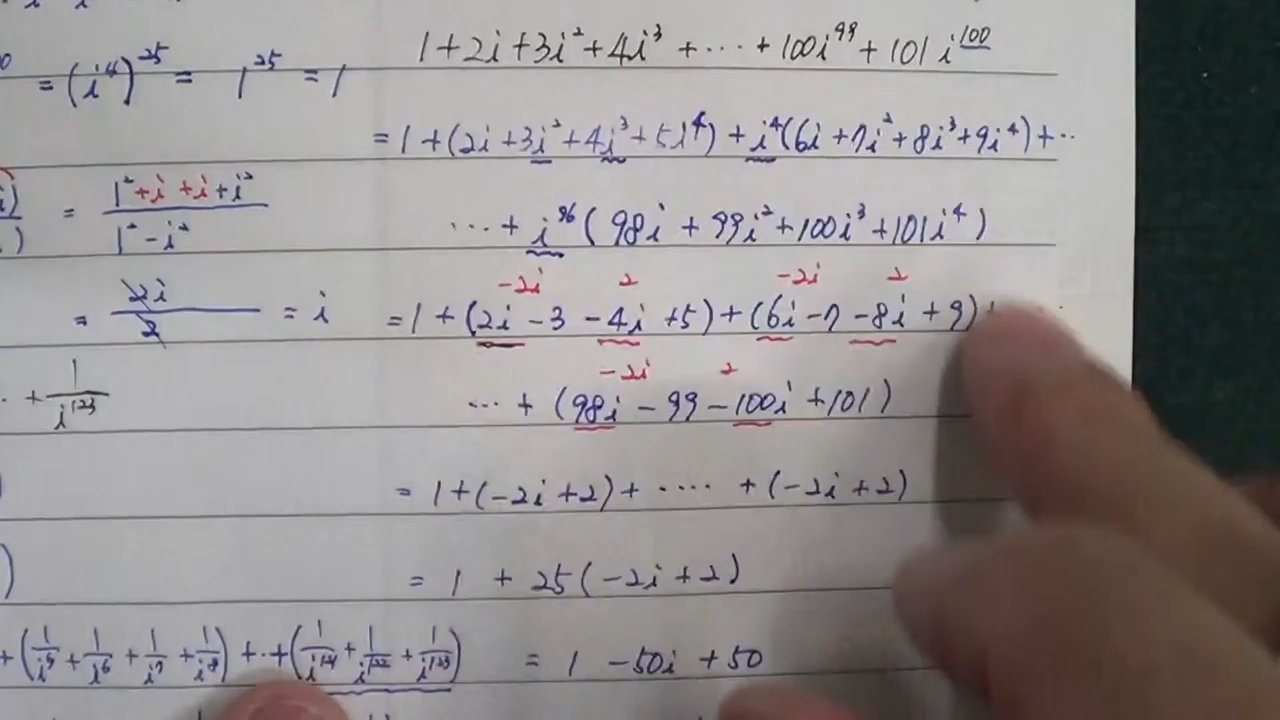 = (i⁴)²⁵ = 1²⁵ = 1
= (1² + i + i + i²) / (1² - i²)
= 2i / 2 = i
+ 1/i¹²³
+ (1/i⁵ + 1/i⁶ + 1/i⁷ + 1/i⁸) + ·· + (1/i¹²¹ + 1/i¹²² + 1/i¹²³)
1 + 2i + 3i² + 4i³ + ··· + 100i⁹⁹ + 101i¹⁰⁰
= 1 + (2i + 3i² + 4i³ + 5i⁴) + i⁴(6i + 7i² + 8i³ + 9i⁴) + ··
··· + i⁹⁶(98i + 99i² + 100i³ + 101i⁴)
-2i 2 -2i 2
= 1 + (2i - 3 - 4i + 5) + (6i - 7 - 8i + 9) +
-2i 2
··· + (98i - 99 - 100i + 101)
= 1 + (-2i + 2) + ···· + (-2i + 2)
= 1 + 25(-2i + 2)
= 1 - 50i + 50